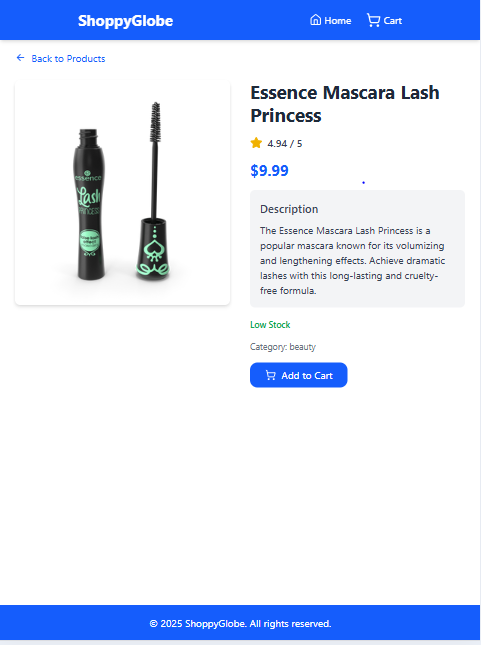 ShoppyGlobe
Home
Cart
Back to Products
essence
Lash
PRINCESS
false lash
effect
Essence Mascara Lash
Princess
4.94 / 5
$9.99
Description
The Essence Mascara Lash Princess is a
popular mascara known for its volumizing
and lengthening effects. Achieve dramatic
lashes with this long-lasting and cruelty-
free formula.
Low Stock
Category: beauty
Add to Cart
© 2025 ShoppyGlobe. All rights reserved.